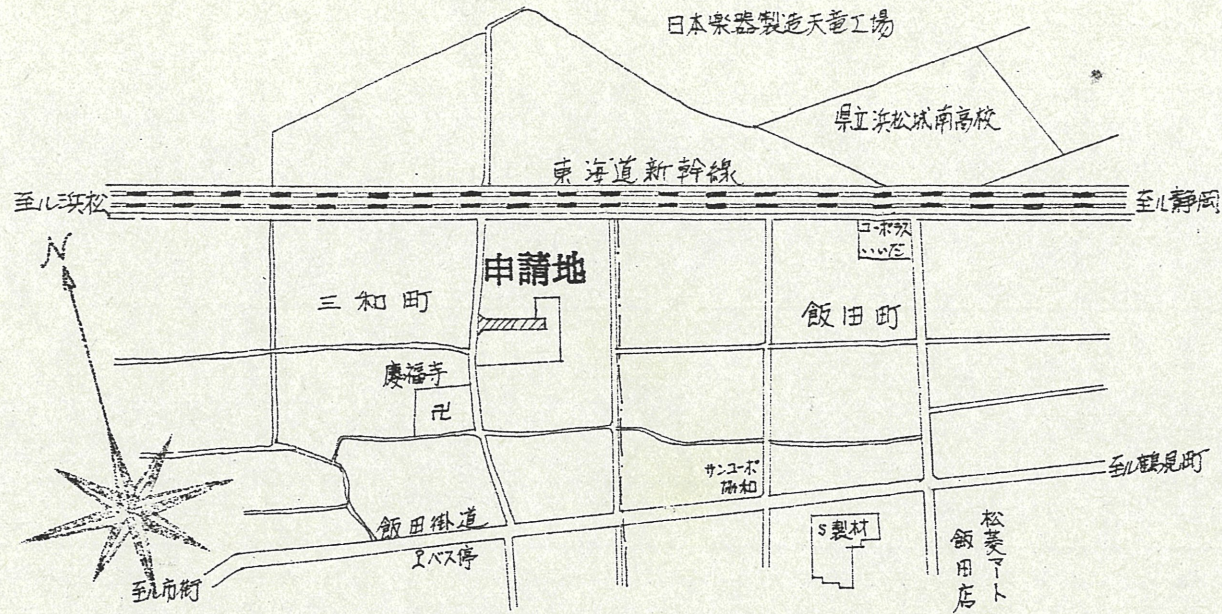 日本楽器製造天竜工場
県立浜松城南高校
東海道新幹線
至ル浜松
至ル静岡
コーポラス
いいだ
N
申請地
三和町
飯田町
慶福寺
卍
サンコーポ
至ル鶴見町
飯田掛道
バス停
S製材
松菱マート
飯田店
至ル市街